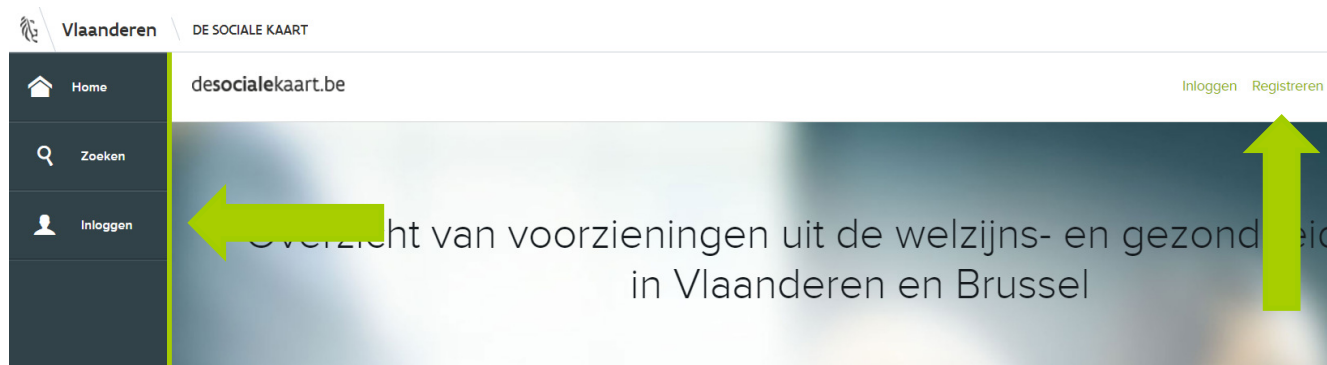 Vlaanderen DE SOCIALE KAART
Home
desocialekaart.be
Inloggen Registreren
Zoeken
Inloggen
van voorzieningen uit de welzijns- en
in Vlaanderen en Brussel